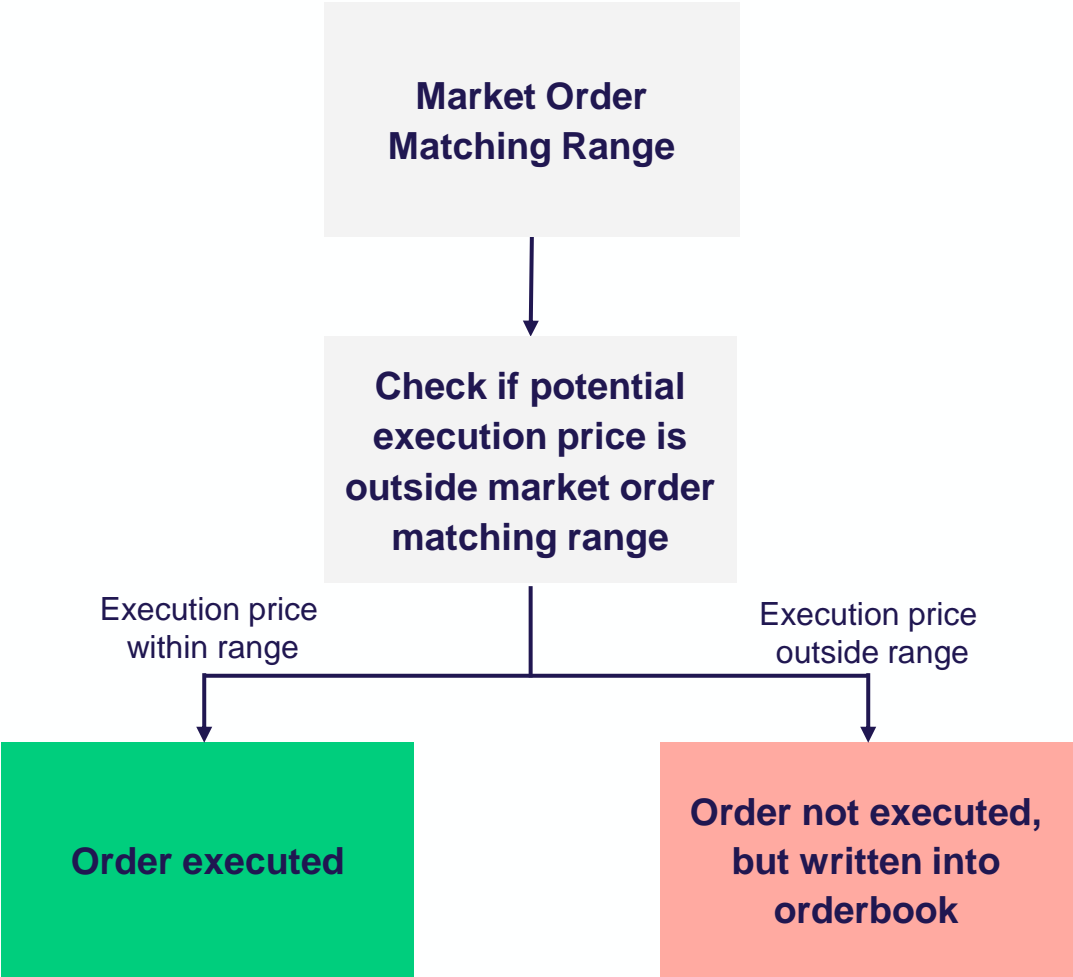 Market Order
Matching Range
Check if potential
execution price is
outside market order
matching range
Execution price
within range
Execution price
outside range
Order executed
Order not executed,
but written into
orderbook